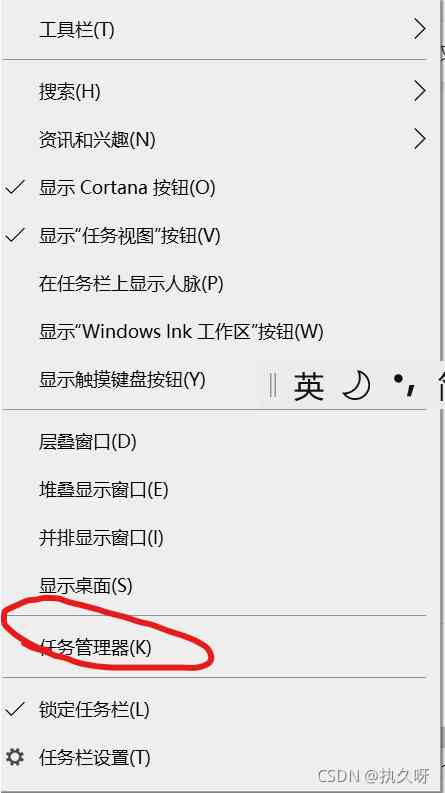 工具栏(T)
搜索(H)
资讯和兴趣(N)
显示 Cortana 按钮(O)
显示“任务视图”按钮(V)
在任务栏上显示人脉(P)
显示“Windows Ink 工作区”按钮(W)
显示触摸键盘按钮(Y)
英
层叠窗口(D)
堆叠显示窗口(E)
并排显示窗口(I)
显示桌面(S)
任务管理器(K)
锁定任务栏(L)
任务栏设置(T)
CSDN @执久呀